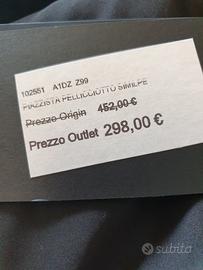 102551 A1DZ Z99
PIAZZISTA PELLICCIOTTO SIMILPE
Prezzo Origin 452,00 €
Prezzo Outlet 298,00 €
subito